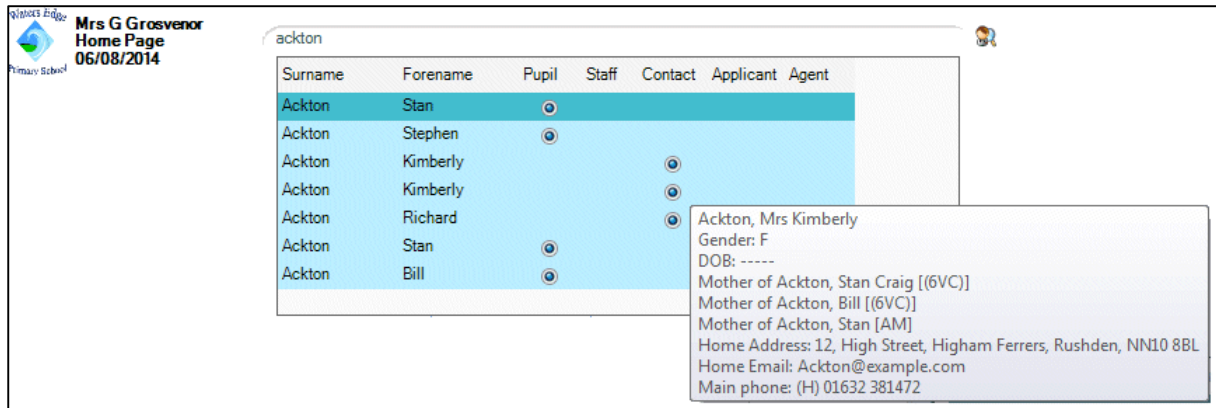 Waters Edge
Primary School
Mrs G Grosvenor
Home Page
06/08/2014
ackton
Surname Forename Pupil Staff Contact Applicant Agent
Ackton Stan
Ackton Stephen
Ackton Kimberly
Ackton Kimberly
Ackton Richard
Ackton Stan
Ackton Bill
Ackton, Mrs Kimberly
Gender: F
DOB: -----
Mother of Ackton, Stan Craig [(6VC)]
Mother of Ackton, Bill [(6VC)]
Mother of Ackton, Stan [AM]
Home Address: 12, High Street, Higham Ferrers, Rushden, NN10 8BL
Home Email: Ackton@example.com
Main phone: (H) 01632 381472